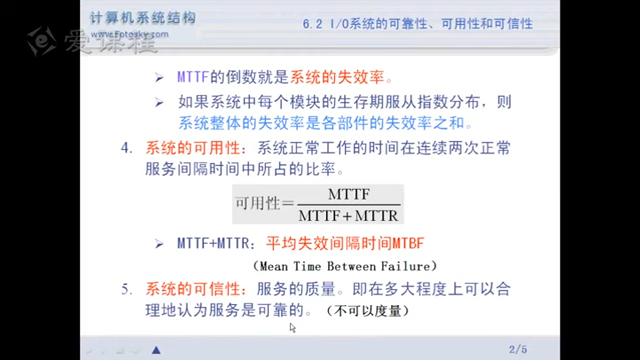 计算机系统结构
www.Fotosky.com
爱课程
6.2 I/O系统的可靠性、可用性和可信性
➢ MTTF的倒数就是系统的失效率。
➢ 如果系统中每个模块的生存期服从指数分布，则
系统整体的失效率是各部件的失效率之和。
4. 系统的可用性：系统正常工作的时间在连续两次正常
服务间隔时间中所占的比率。
可用性=MTTF/(MTTF+MTTR)
➢ MTTF+MTTR：平均失效间隔时间MTBF
（Mean Time Between Failure）
5. 系统的可信性：服务的质量。即在多大程度上可以合
理地认为服务是可靠的。（不可以度量）
2/5